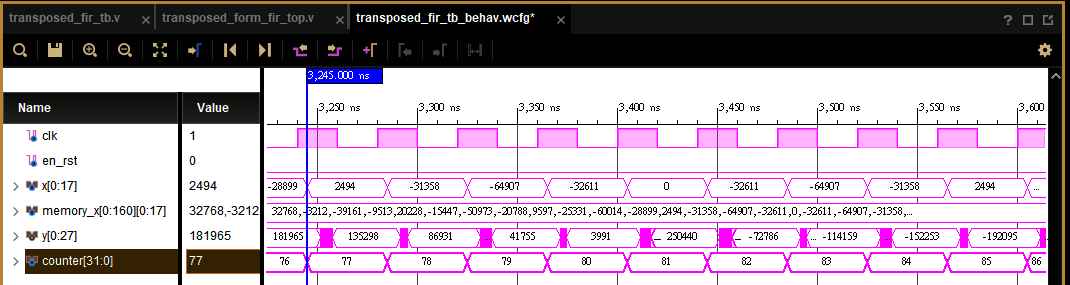 transposed_fir_tb.v × transposed_form_fir_top.v × transposed_fir_tb_behav.wcfg* × ?
3,245.000 ns
Name Value
3,250 ns 3,300 ns 3,350 ns 3,400 ns 3,450 ns 3,500 ns 3,550 ns 3,600
clk 1
en_rst 0
x[0:17] 2494 -28899 2494 -31358 -64907 -32611 0 -32611 -64907 -31358 2494 ...
memory_x[0:160][0:17] 32768,-3212 32768,-3212,-39161,-9513,20228,-15447,-50973,-20788,9597,-25331,-60014,-28899,2494,-31358,-64907,-32611,0,-32611,-64907,-31358,...
y[0:27] 181965 181965 135298 86931 ... 41755 3991 250440 -72786 -114159 -152253 -192095
counter[31:0] 77 76 77 78 79 80 81 82 83 84 85 86